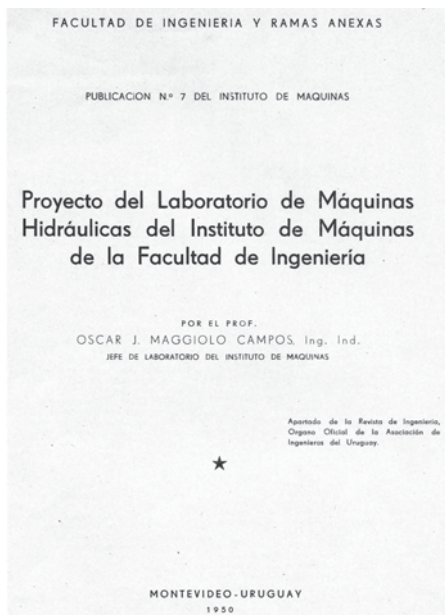 FACULTAD DE INGENIERIA Y RAMAS ANEXAS
PUBLICACION N.º 7 DEL INSTITUTO DE MAQUINAS
Proyecto del Laboratorio de Máquinas
Hidráulicas del Instituto de Máquinas
de la Facultad de Ingeniería
POR EL PROF.
OSCAR J. MAGGIOLO CAMPOS, Ing. Ind.
JEFE DE LABORATORIO DEL INSTITUTO DE MAQUINAS
Apartado de la Revista de Ingeniería,
Organo Oficial de la Asociación de
Ingenieros del Uruguay.
MONTEVIDEO-URUGUAY
1950